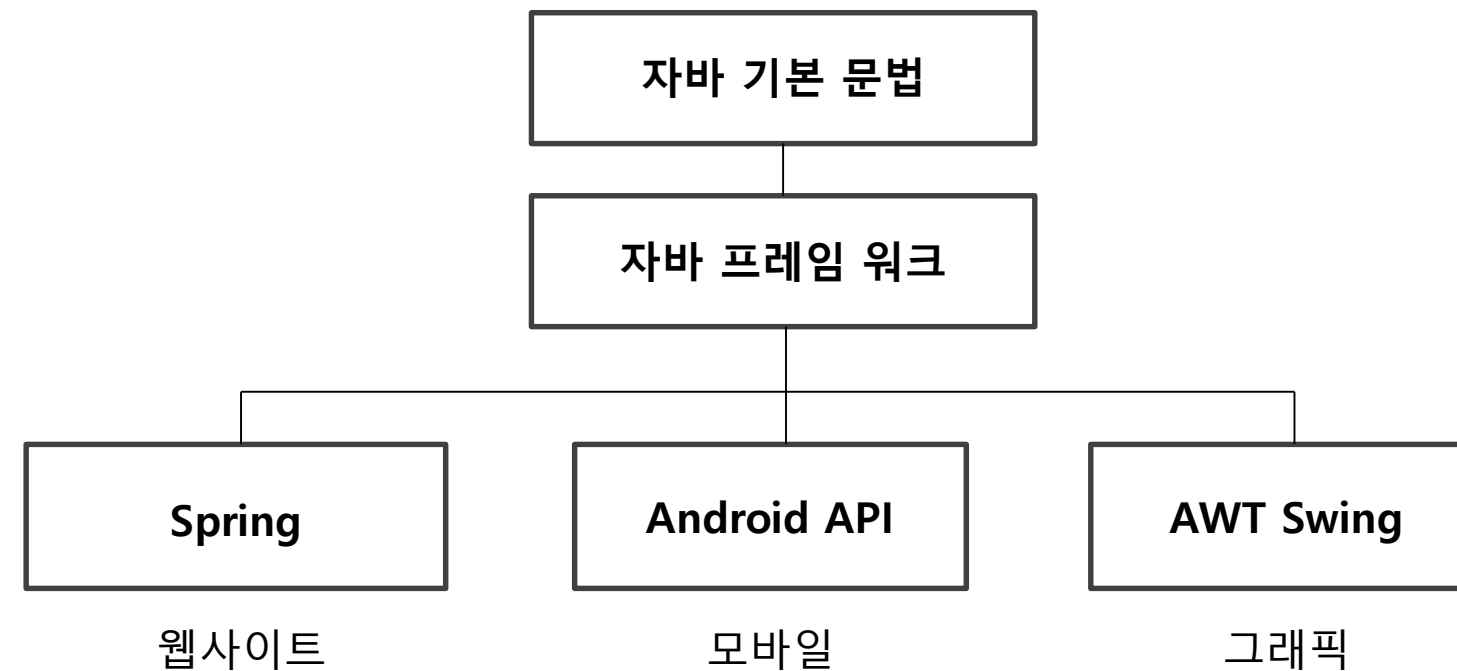 자바 기본 문법
자바 프레임 워크
Spring
Android API
AWT Swing
웹사이트
모바일
그래픽